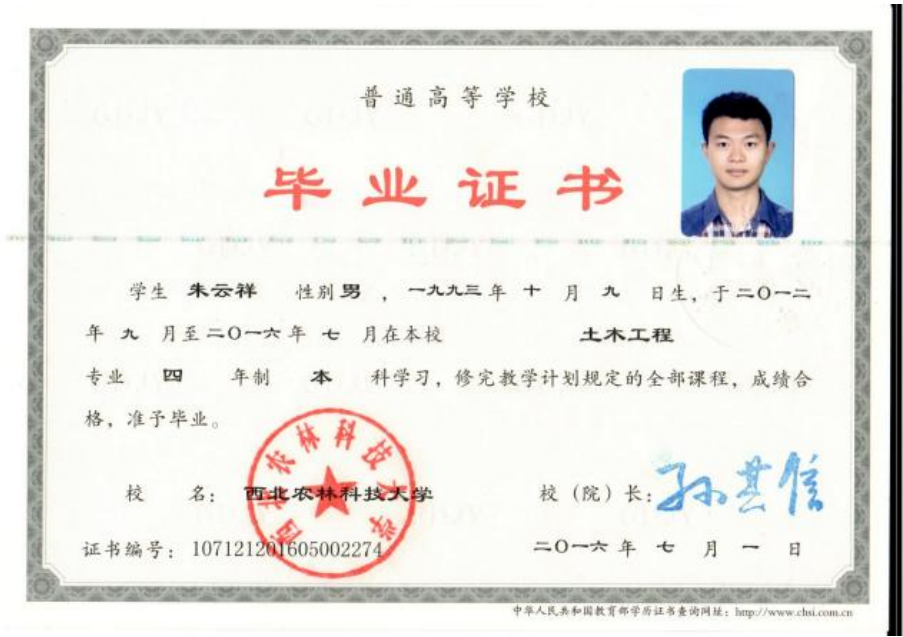 普通高等学校
毕业证书
学生 朱云祥 性别 男 ，一九九三 年 十 月 九 日生，于 二〇一二
年 九 月至 二〇一六 年 七 月在本校 土木工程
专业 四 年制 本 科学习，修完教学计划规定的全部课程，成绩合
格，准予毕业。
校 名： 西北农林科技大学 校（院）长：孙其信
西北农林科技大学
证书编号：107121201605002274 二〇一六 年 七 月 一 日
中华人民共和国教育部学历证书查询网址：http://www.chsi.com.cn